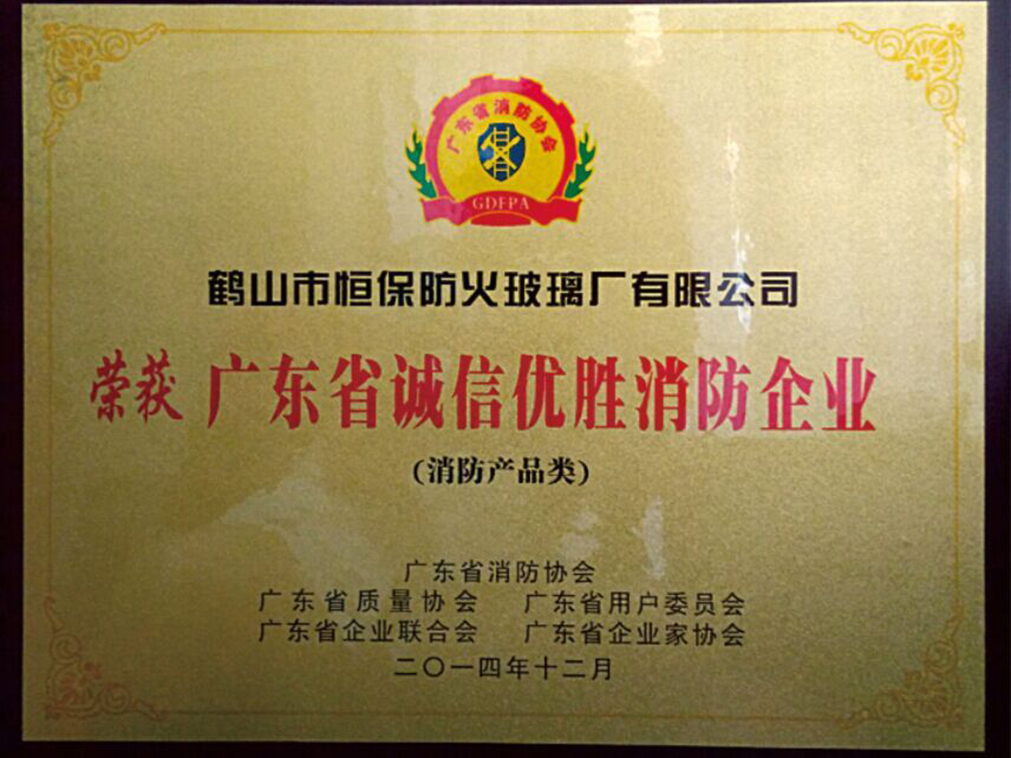 广东省消防协会
GDFPA
鹤山市恒保防火玻璃厂有限公司
荣获 广东省诚信优胜消防企业
(消防产品类)
广东省消防协会
广东省质量协会 广东省用户委员会
广东省企业联合会 广东省企业家协会
二〇一四年十二月